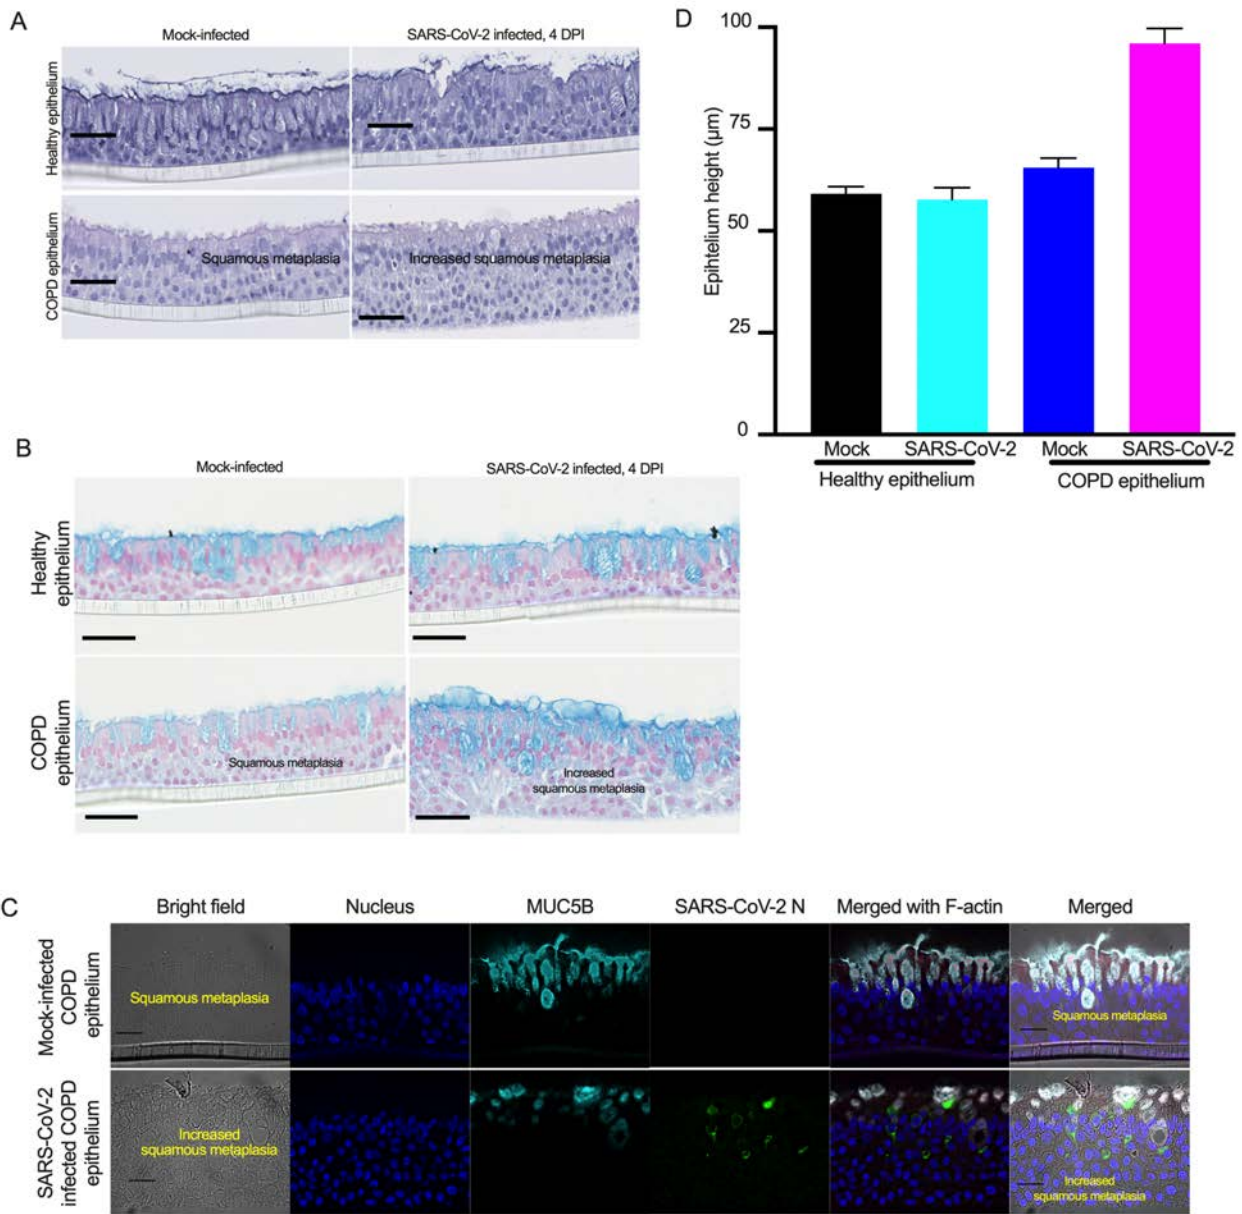 A
Mock-infected
SARS-CoV-2 infected, 4 DPI
Healthy epithelium
COPD epithelium
Squamous metaplasia
Increased squamous metaplasia
D
100
75
50
25
0
Epihtelium height (µm)
Mock
SARS-CoV-2
Mock
SARS-CoV-2
Healthy epithelium
COPD epithelium
B
Mock-infected
SARS-CoV-2 infected, 4 DPI
Healthy
epithelium
COPD
epithelium
Squamous metaplasia
Increased
squamous metaplasia
C
Bright field
Nucleus
MUC5B
SARS-CoV-2 N
Merged with F-actin
Merged
Mock-infected
COPD
epithelium
Squamous metaplasia
Squamous metaplasia
SARS-CoV-2
infected COPD
epithelium
Increased
squamous metaplasia
Increased
squamous metaplasia